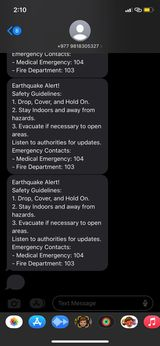 2:10
8
+977 9818305327 >
Emergency Contacts:
- Medical Emergency: 104
- Fire Department: 103
Earthquake Alert!
Safety Guidelines:
1. Drop, Cover, and Hold On.
2. Stay Indoors and away from
hazards.
3. Evacuate if necessary to open
areas.
Listen to authorities for updates.
Emergency Contacts:
- Medical Emergency: 104
- Fire Department: 103
Earthquake Alert!
Safety Guidelines:
1. Drop, Cover, and Hold On.
2. Stay Indoors and away from
hazards.
3. Evacuate if necessary to open
areas.
Listen to authorities for updates.
Emergency Contacts:
- Medical Emergency: 104
- Fire Department: 103
Text Message